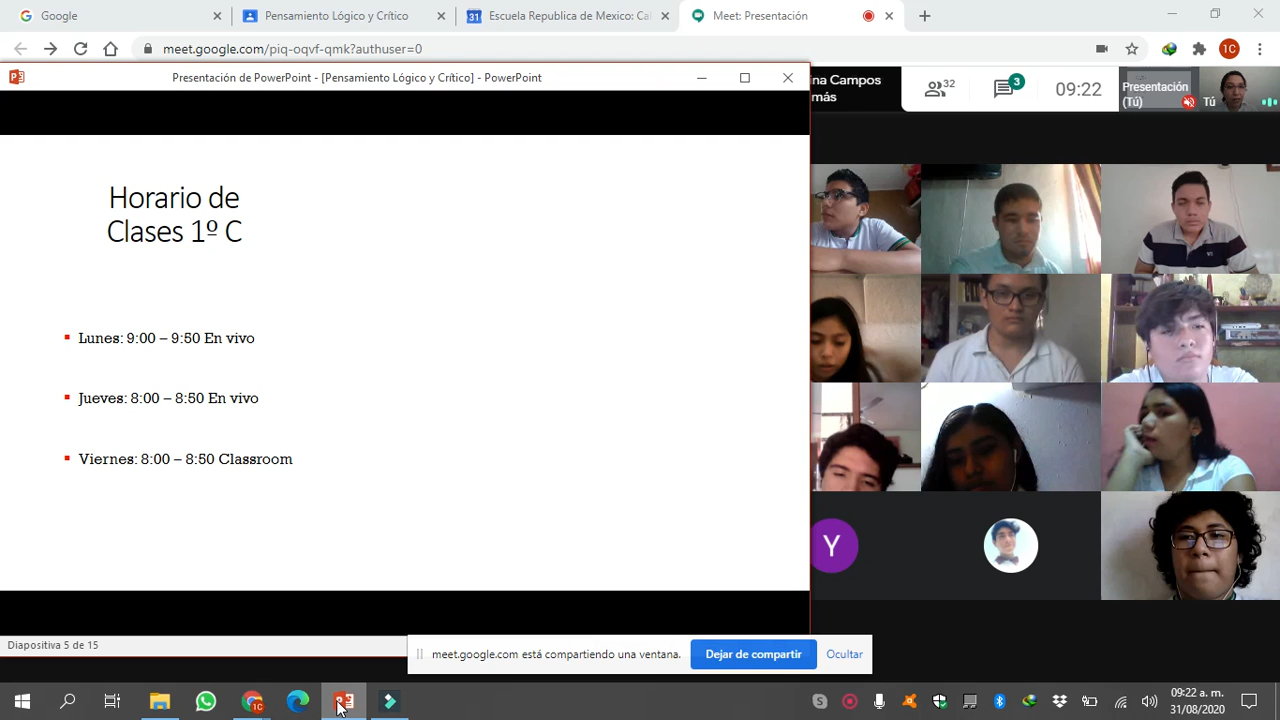 Google
Pensamiento Lógico y Crítico
Escuela Republica de Mexico: Cal
Meet: Presentación
meet.google.com/piq-oqvf-qmk?authuser=0
1C
Presentación de PowerPoint - [Pensamiento Lógico y Crítico] - PowerPoint
na Campos
más
32
3
09:22
Presentación
(Tú)
Tú
Horario de
Clases 1º C
Lunes: 9:00 – 9:50 En vivo
Jueves: 8:00 – 8:50 En vivo
Viernes: 8:00 – 8:50 Classroom
Y
Diapositiva 5 de 15
meet.google.com está compartiendo una ventana.
Dejar de compartir
Ocultar
1C
09:22 a. m.
31/08/2020